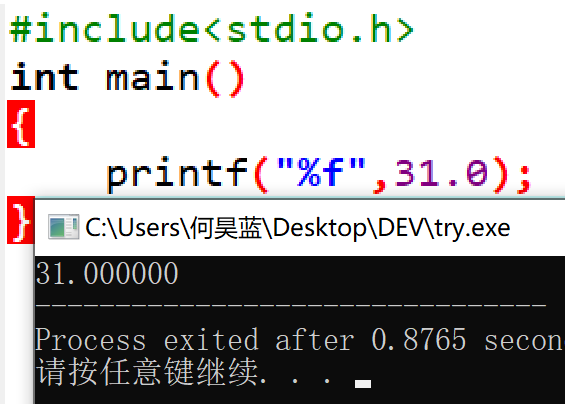 #include<stdio.h>
int main()
{
printf("%f",31.0);
}
C:\Users\何昊蓝\Desktop\DEV\try.exe
31.000000
--------------------------------
Process exited after 0.8765 secon
请按任意键继续. . .